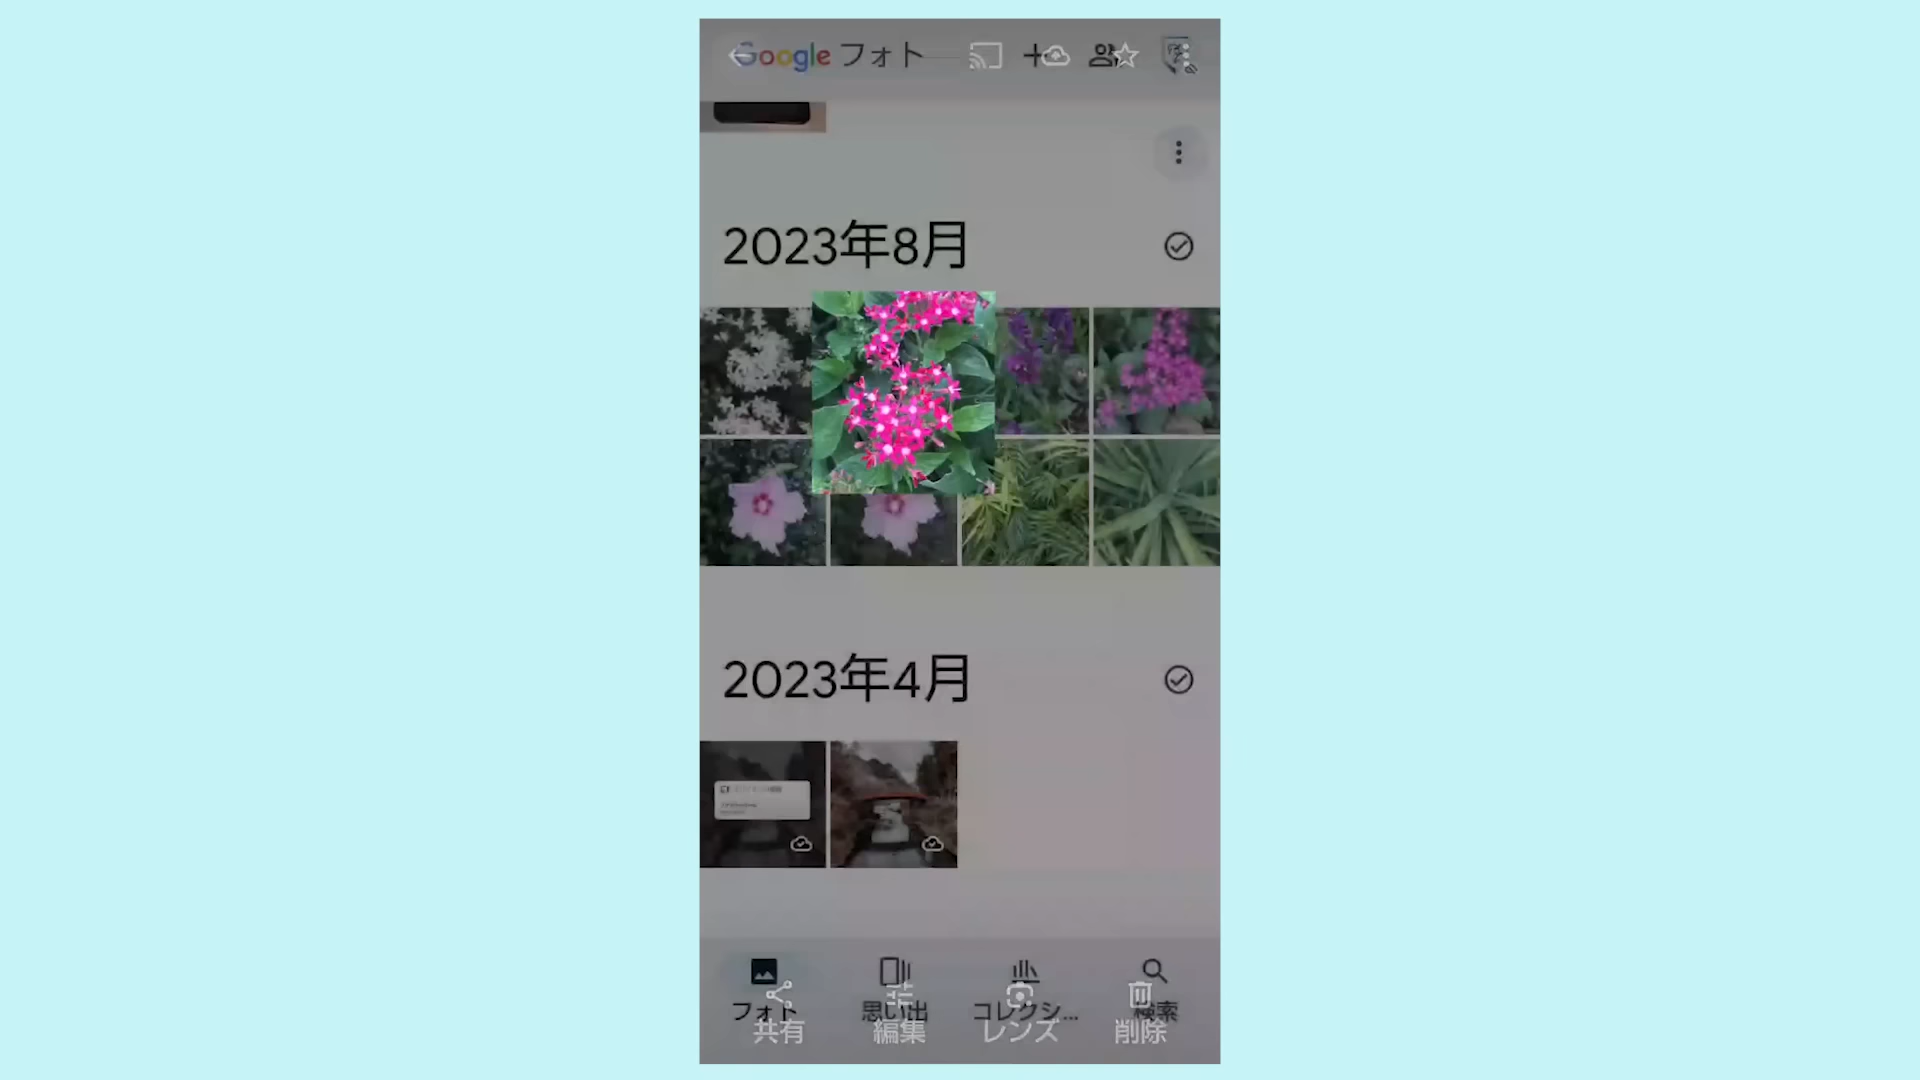 Google フォト
2023年8月
2023年4月
フォト
思い出
コレクシ...
検索
共有
編集
レンズ
削除